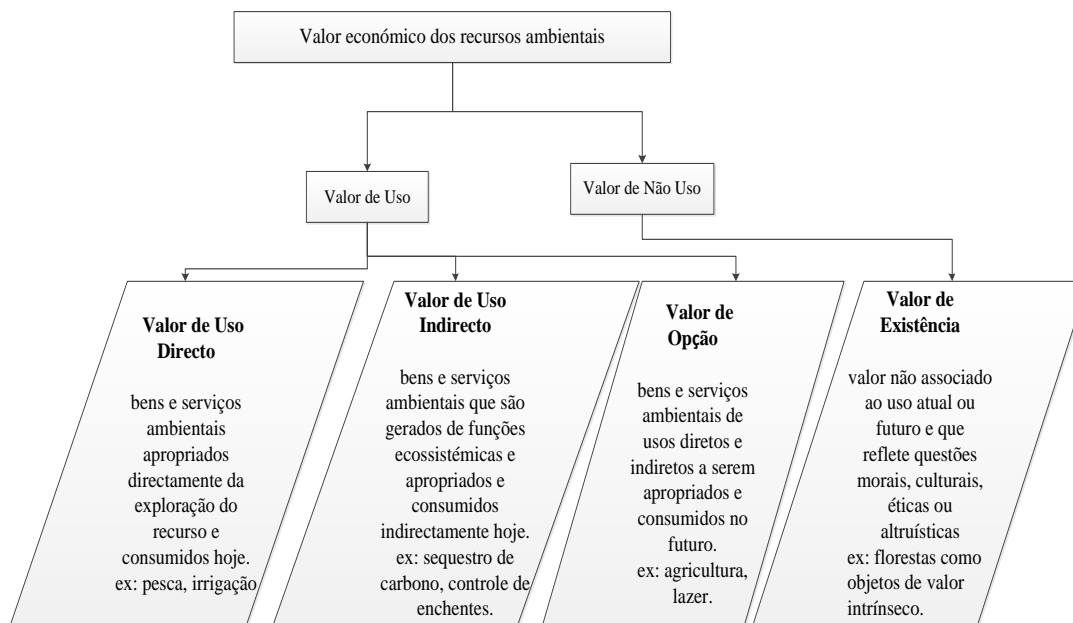 Valor económico dos recursos ambientais
Valor de Uso
Valor de Não Uso
Valor de Uso
Directo
bens e serviços
ambientais
apropriados
directamente da
exploração do
recurso e
consumidos hoje.
ex: pesca, irrigação
Valor de Uso
Indirecto
bens e serviços
ambientais que são
gerados de funções
ecossistémicas e
apropriados e
consumidos
indirectamente hoje.
ex: sequestro de
carbono, controle de
enchentes.
Valor de
Opção
bens e serviços
ambientais de
usos diretos e
indiretos a serem
apropriados e
consumidos no
futuro.
ex: agricultura,
lazer.
Valor de
Existência
valor não associado
ao uso atual ou
futuro e que
reflete questões
morais, culturais,
éticas ou
altruísticas
ex: florestas como
objetos de valor
intrínseco.